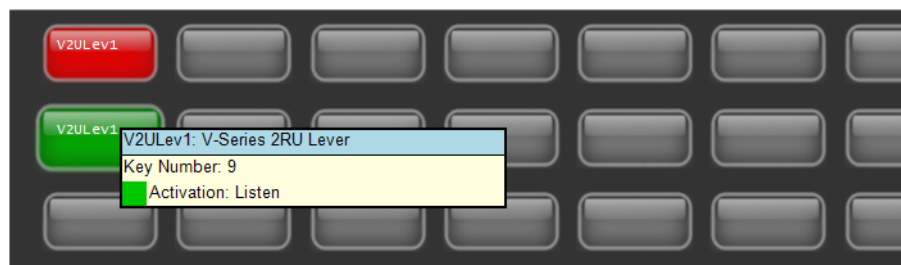 V2ULev1
V2ULev1
V2ULev1: V-Series 2RU Lever
Key Number: 9
Activation: Listen